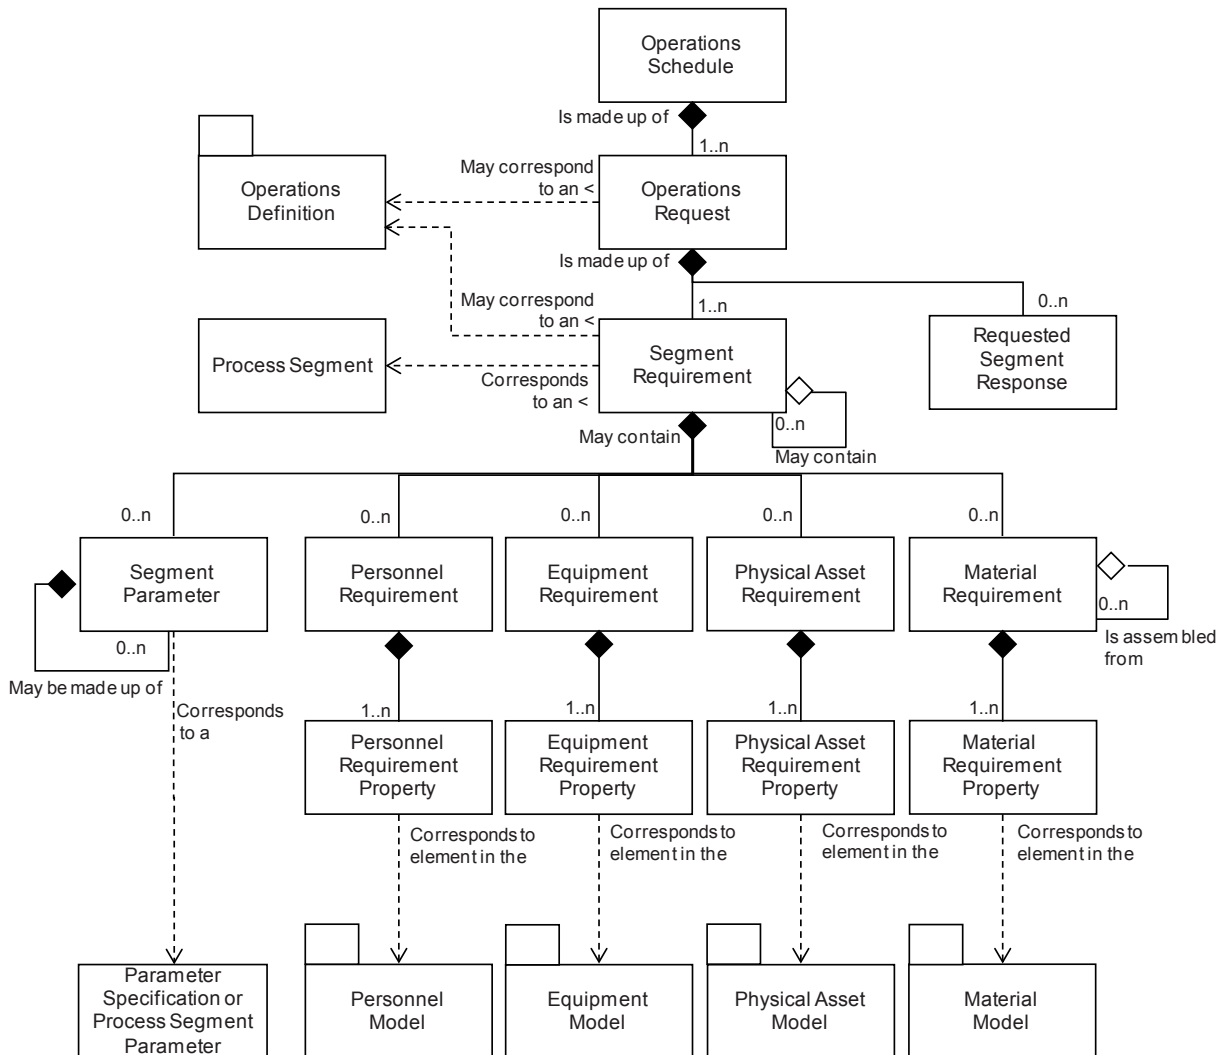 Operations
Schedule
Is made up of
1..n
May correspond
to an <
Operations
Definition
Operations
Request
Is made up of
May correspond
to an <
1..n
0..n
Process Segment
Segment
Requirement
Requested
Segment
Response
Corresponds
to an <
0..n
May contain
May contain
0..n
0..n
0..n
0..n
0..n
Segment
Parameter
Personnel
Requirement
Equipment
Requirement
Physical Asset
Requirement
Material
Requirement
0..n
0..n
Is assembled
from
May be made up of
Corresponds
to a
1..n
1..n
1..n
1..n
Personnel
Requirement
Property
Equipment
Requirement
Property
Physical Asset
Requirement
Property
Material
Requirement
Property
Corresponds to
element in the
Corresponds to
element in the
Corresponds to
element in the
Corresponds to
element in the
Parameter
Specification or
Process Segment
Parameter
Personnel
Model
Equipment
Model
Physical Asset
Model
Material
Model